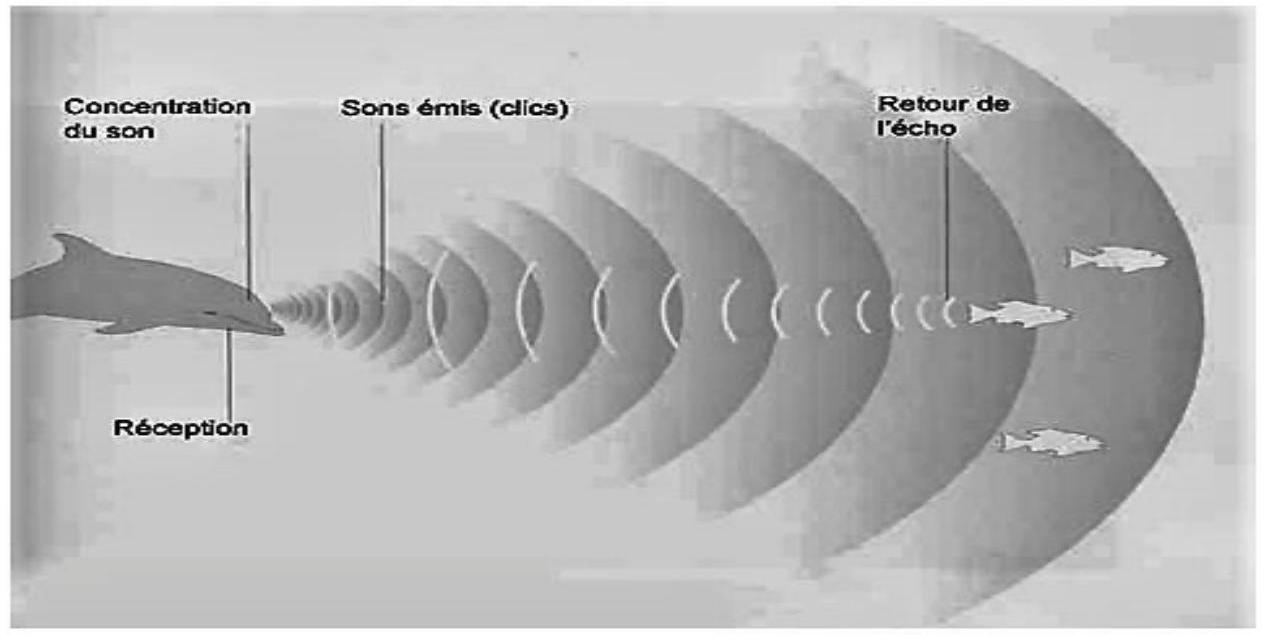 Concentration
du son
Sons émis (clics)
Retour de
l'écho
Réception